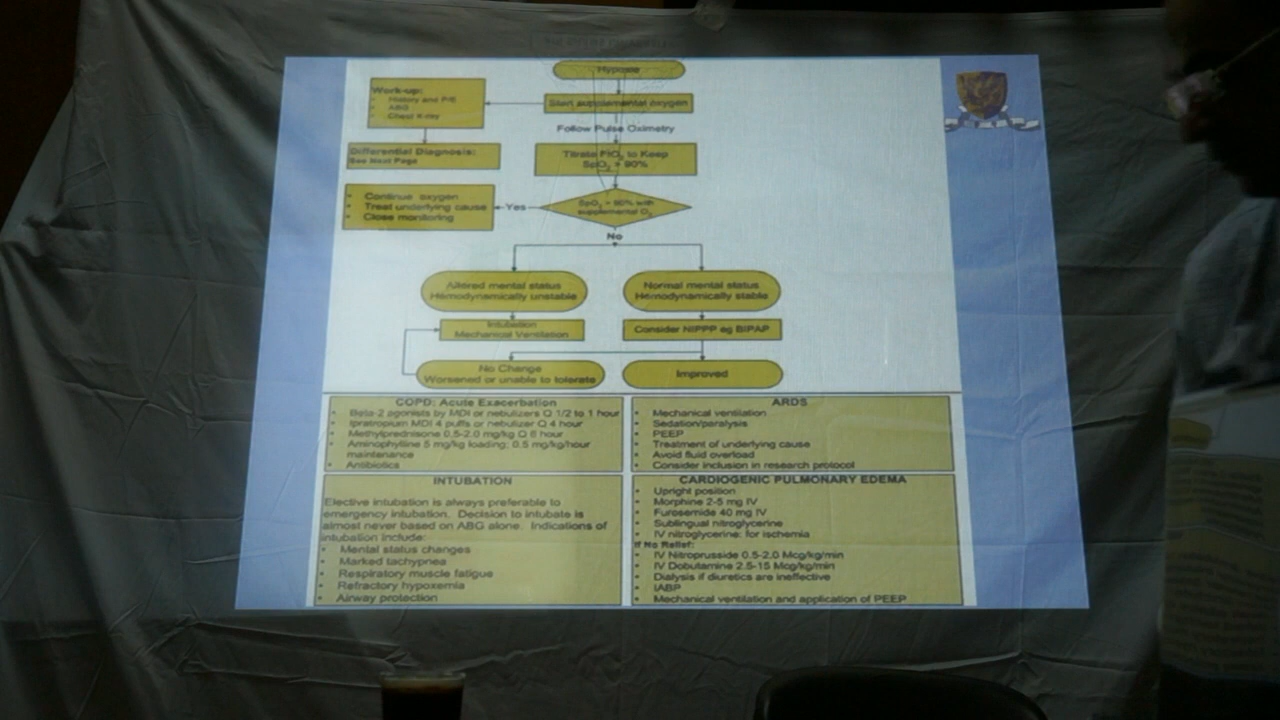 Hypoxia
Work-up:
• History and P/E
• ABG
• Chest X-ray
Start supplemental oxygen
Follow Pulse Oximetry
Differential Diagnosis:
See Next Page
Titrate FiO2 to Keep
SpO2 > 90%
• Continue oxygen
• Treat underlying cause
• Close monitoring
Yes
SpO2 > 90% with
supplemental O2
No
Altered mental status
Hemodynamically unstable
Normal mental status
Hemodynamically stable
Intubation
Mechanical Ventilation
Consider NIPPP eg BIPAP
No Change
Worsened or unable to tolerate
Improved
COPD: Acute Exacerbation
• Beta-2 agonists by MDI or nebulizers Q 1/2 to 1 hour
• Ipratropium MDI 4 puffs or nebulizer Q 4 hour
• Methylprednisone 0.5-2.0 mg/kg Q 6 hour
• Aminophylline 5 mg/kg loading; 0.5 mg/kg/hour
maintenance
• Antibiotics
ARDS
• Mechanical ventilation
• Sedation/paralysis
• PEEP
• Treatment of underlying cause
• Avoid fluid overload
• Consider inclusion in research protocol
INTUBATION
Elective intubation is always preferable to
emergency intubation. Decision to intubate is
almost never based on ABG alone. Indications of
intubation include:
• Mental status changes
• Marked tachypnea
• Respiratory muscle fatigue
• Refractory hypoxemia
• Airway protection
CARDIOGENIC PULMONARY EDEMA
• Upright position
• Morphine 2-5 mg IV
• Furosemide 40 mg IV
• Sublingual nitroglycerine
• IV nitroglycerine: for ischemia
If No Relief:
• IV Nitroprusside 0.5-2.0 Mcg/kg/min
• IV Dobutamine 2.5-15 Mcg/kg/min
• Dialysis if diuretics are ineffective
• IABP
• Mechanical ventilation and application of PEEP